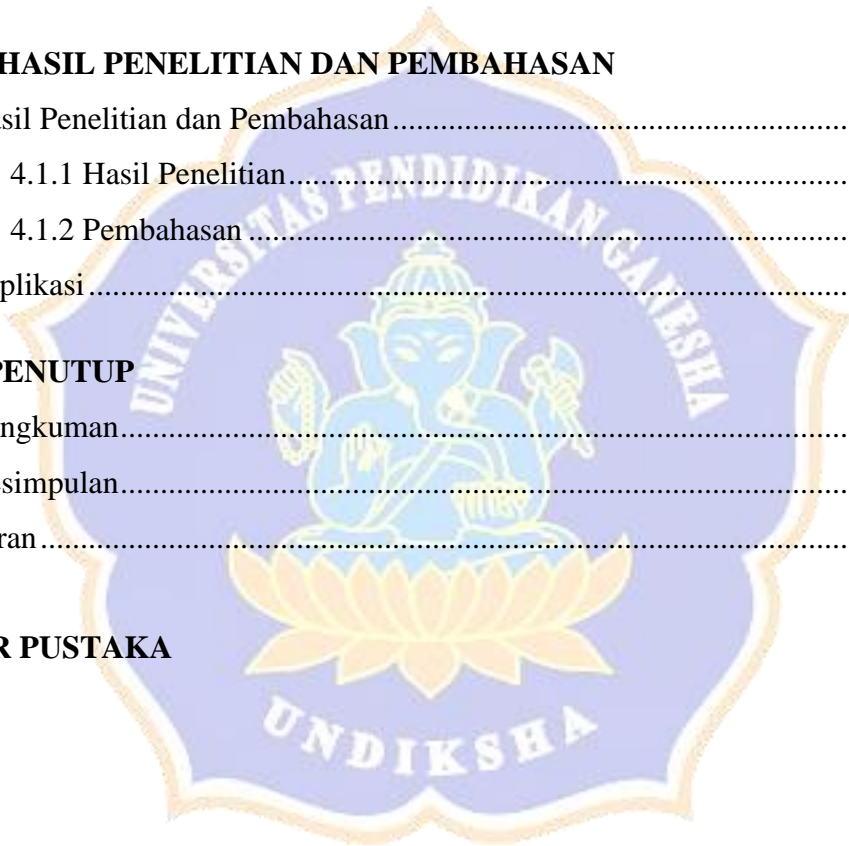 HASIL PENELITIAN DAN PEMBAHASAN
sil Penelitian dan Pembahasan
4.1.1 Hasil Penelitian
4.1.2 Pembahasan
plikasi
PENUTUP
ngkuman
simpulan
ran
R PUSTAKA
UNIVERSITAS PENDIDIKAN GANESHA
UNDIKSHA